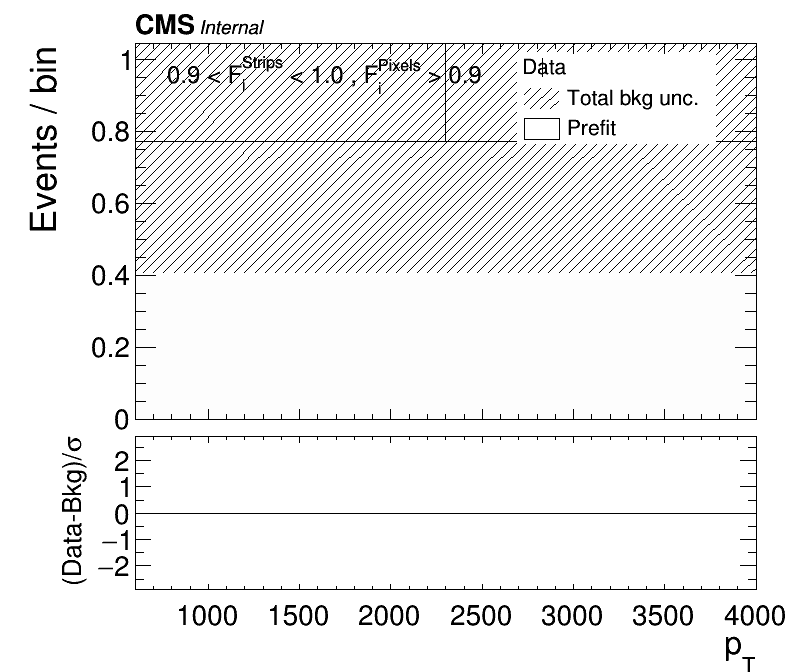 CMS Internal
Events / bin
1
0.8
0.6
0.4
0.2
0
0.9 < F_i^Strips < 1.0 , F_i^Pixels > 0.9
Data
Total bkg unc.
Prefit
(Data-Bkg)/σ
2
1
0
−1
−2
1000 1500 2000 2500 3000 3500 4000
p_T